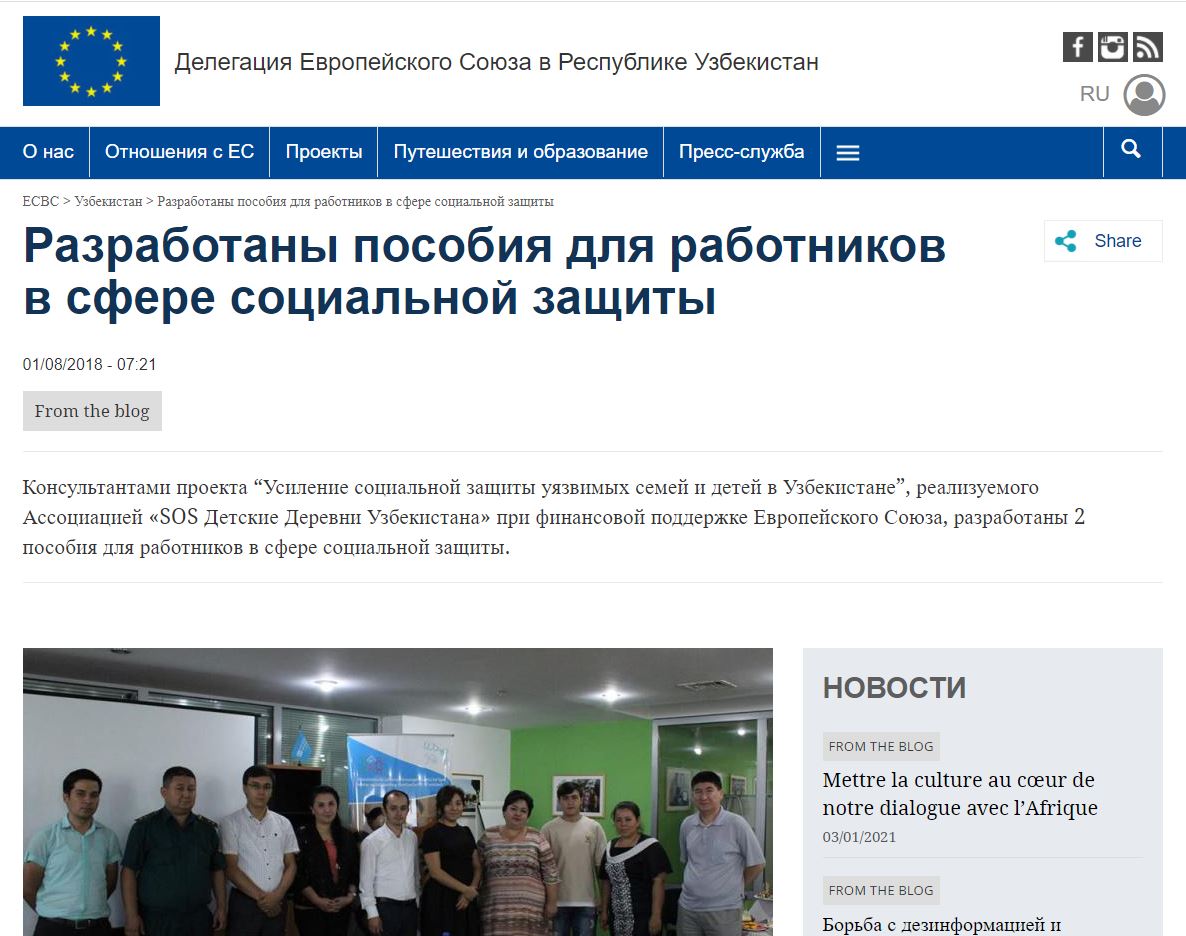 Делегация Европейского Союза в Республике Узбекистан
RU
О нас
Отношения с ЕС
Проекты
Путешествия и образование
Пресс-служба
ЕСВС > Узбекистан > Разработаны пособия для работников в сфере социальной защиты
Разработаны пособия для работников
в сфере социальной защиты
Share
01/08/2018 - 07:21
From the blog
Консультантами проекта “Усиление социальной защиты уязвимых семей и детей в Узбекистане”, реализуемого
Ассоциацией «SOS Детские Деревни Узбекистана» при финансовой поддержке Европейского Союза, разработаны 2
пособия для работников в сфере социальной защиты.
НОВОСТИ
FROM THE BLOG
Mettre la culture au cœur de
notre dialogue avec l’Afrique
03/01/2021
FROM THE BLOG
Борьба с дезинформацией и